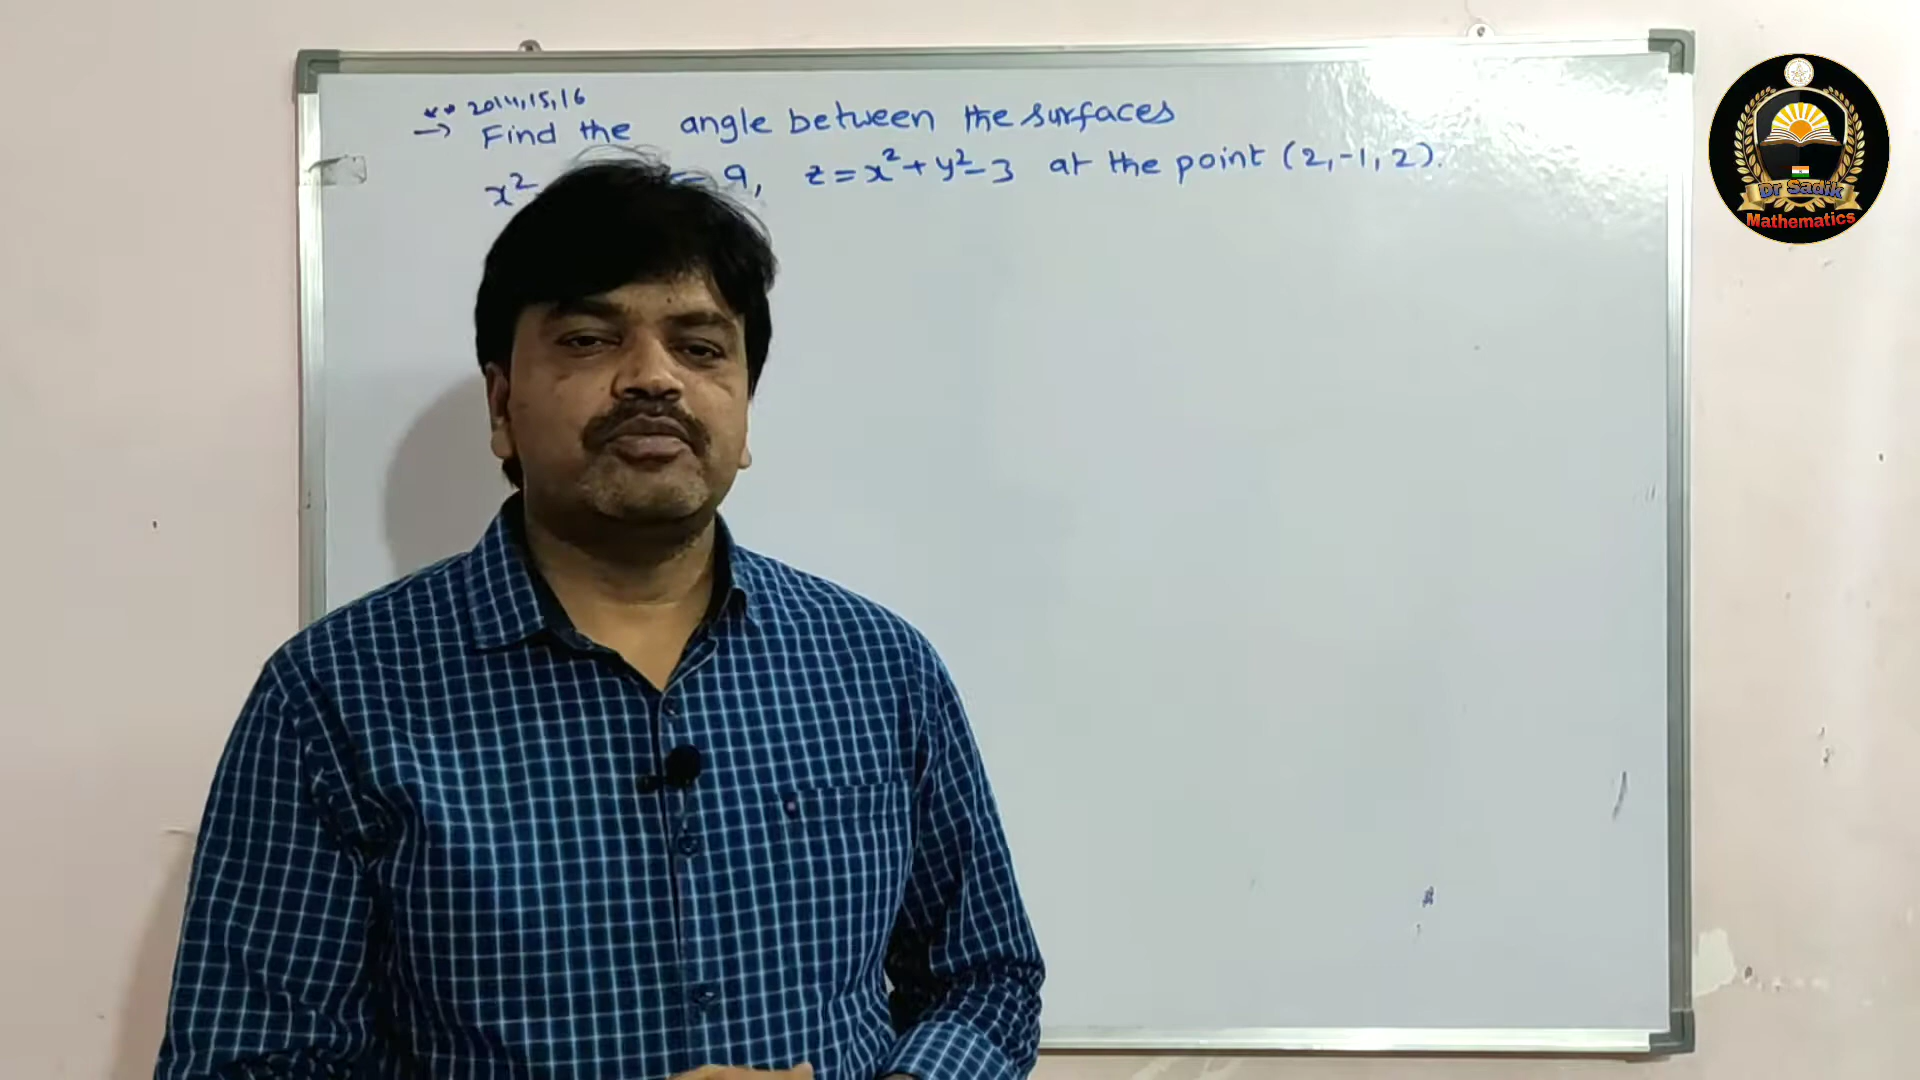 ** 2014,15,16
→ Find the angle between the surfaces
x² = 9, z = x² + y² - 3 at the point (2,-1,2).
Dr Sadik
Mathematics